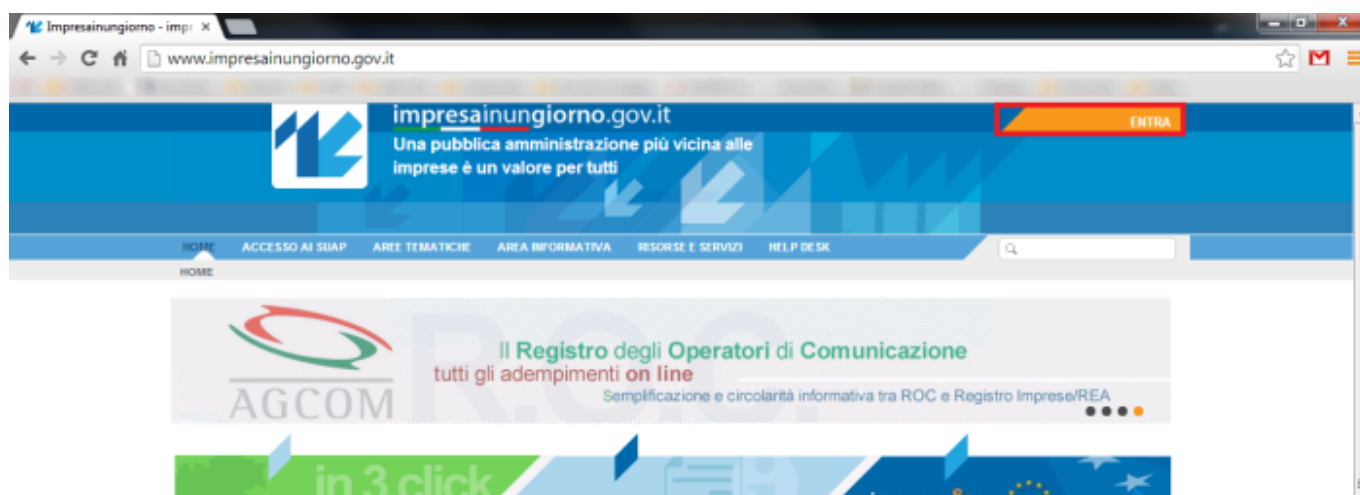 Impresainungiorno - impr
www.impresainungiorno.gov.it
impresainungiorno.gov.it
Una pubblica amministrazione più vicina alle
imprese è un valore per tutti
ENTRA
HOME ACCESSO AI SUAP AREE TEMATICHE AREA INFORMATIVA RISORSE E SERVIZI HELP DESK
HOME
AGCOM
R.O.C.
Il Registro degli Operatori di Comunicazione
tutti gli adempimenti on line
Semplificazione e circolarità informativa tra ROC e Registro Imprese/REA
in 3 click